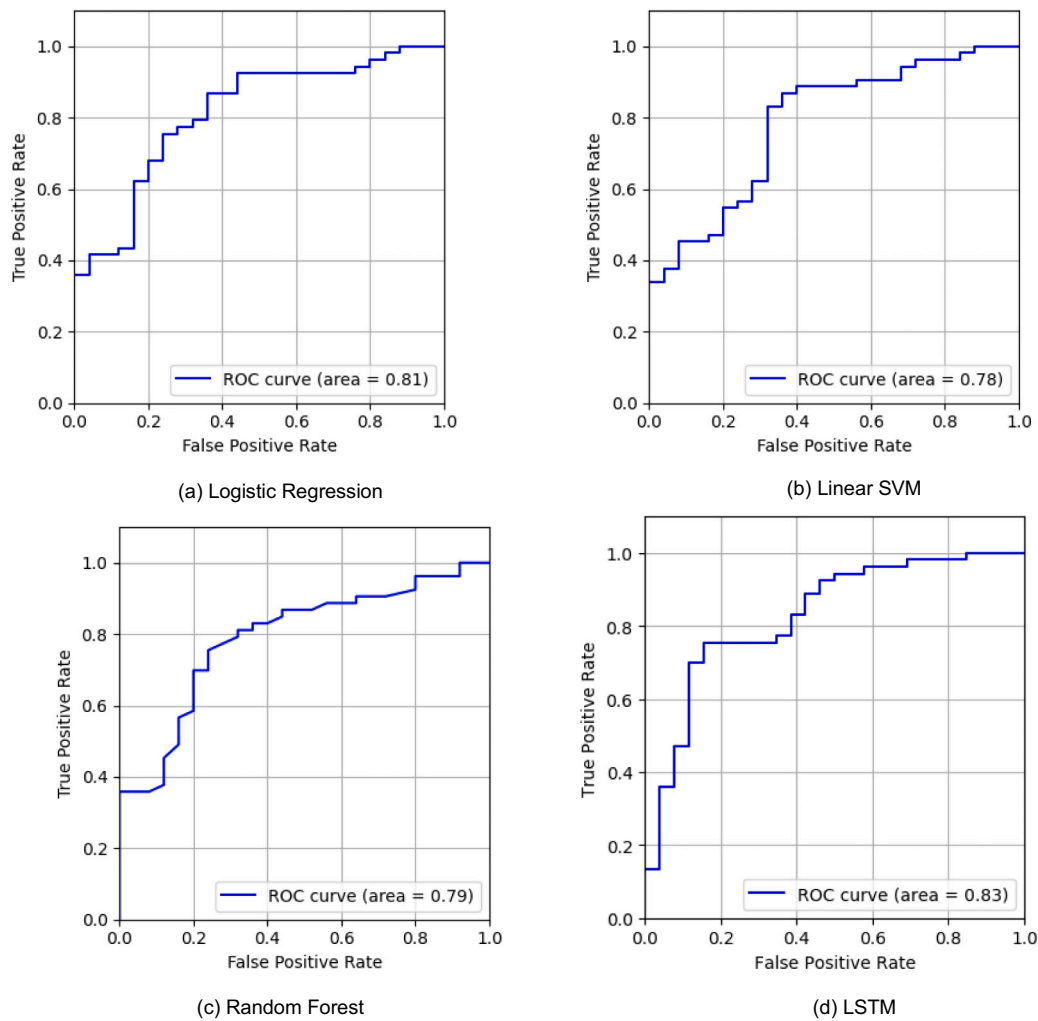 1.0
0.8
0.6
0.4
0.2
0.0
True Positive Rate
ROC curve (area = 0.81)
0.0 0.2 0.4 0.6 0.8 1.0
False Positive Rate
(a) Logistic Regression
1.0
0.8
0.6
0.4
0.2
0.0
True Positive Rate
ROC curve (area = 0.78)
0.0 0.2 0.4 0.6 0.8 1.0
False Positive Rate
(b) Linear SVM
1.0
0.8
0.6
0.4
0.2
0.0
True Positive Rate
ROC curve (area = 0.79)
0.0 0.2 0.4 0.6 0.8 1.0
False Positive Rate
(c) Random Forest
1.0
0.8
0.6
0.4
0.2
0.0
True Positive Rate
ROC curve (area = 0.83)
0.0 0.2 0.4 0.6 0.8 1.0
False Positive Rate
(d) LSTM